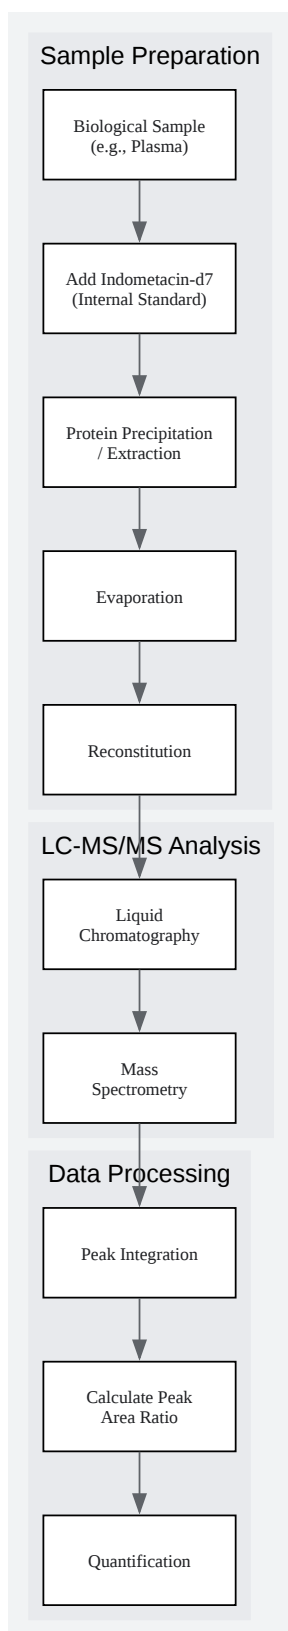 Sample Preparation
Biological Sample
(e.g., Plasma)
Add Indometacin-d7
(Internal Standard)
Protein Precipitation
/ Extraction
Evaporation
Reconstitution
LC-MS/MS Analysis
Liquid
Chromatography
Mass
Spectrometry
Data Processing
Peak Integration
Calculate Peak
Area Ratio
Quantification